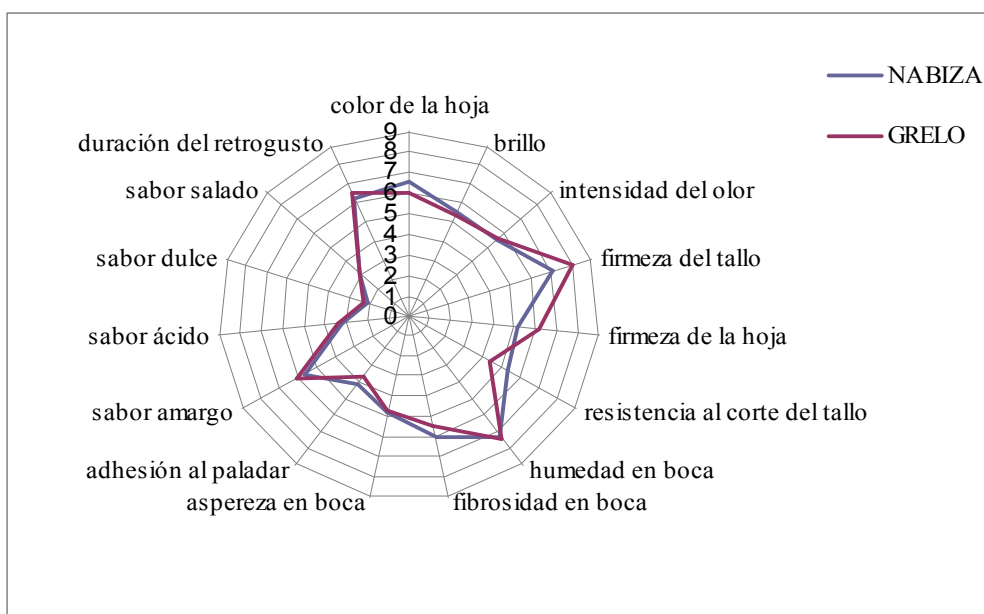 NABIZA
GRELO
color de la hoja
brillo
intensidad del olor
firmeza del tallo
firmeza de la hoja
resistencia al corte del tallo
humedad en boca
fibrosidad en boca
aspereza en boca
adhesión al paladar
sabor amargo
sabor ácido
sabor dulce
sabor salado
duración del retrogusto
9
8
7
6
5
4
3
2
1
0